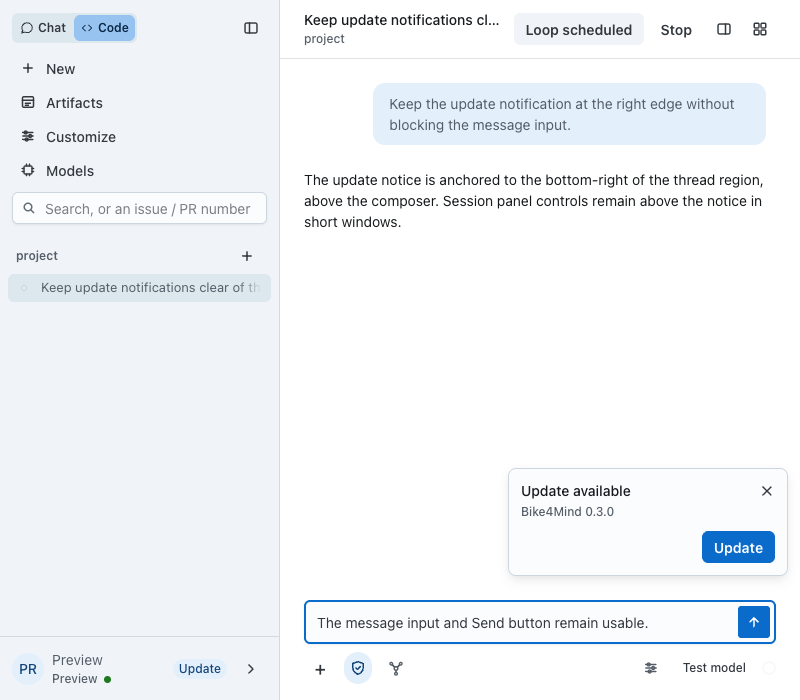 Chat
Code
New
Artifacts
Customize
Models
Search, or an issue / PR number
project
Keep update notifications clear of th
PR
Preview
Preview
Update
Keep update notifications cl...
project
Loop scheduled
Stop
Keep the update notification at the right edge without
blocking the message input.
The update notice is anchored to the bottom-right of the thread region,
above the composer. Session panel controls remain above the notice in
short windows.
Update available
Bike4Mind 0.3.0
Update
The message input and Send button remain usable.
Test model